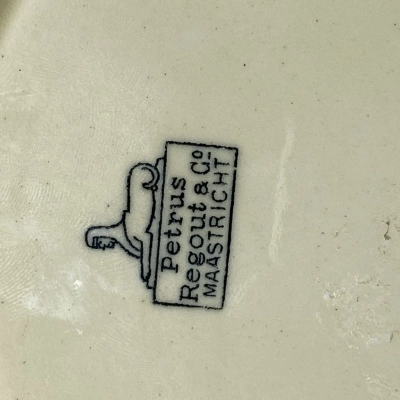 Petrus
Regout & Co
MAASTRICHT